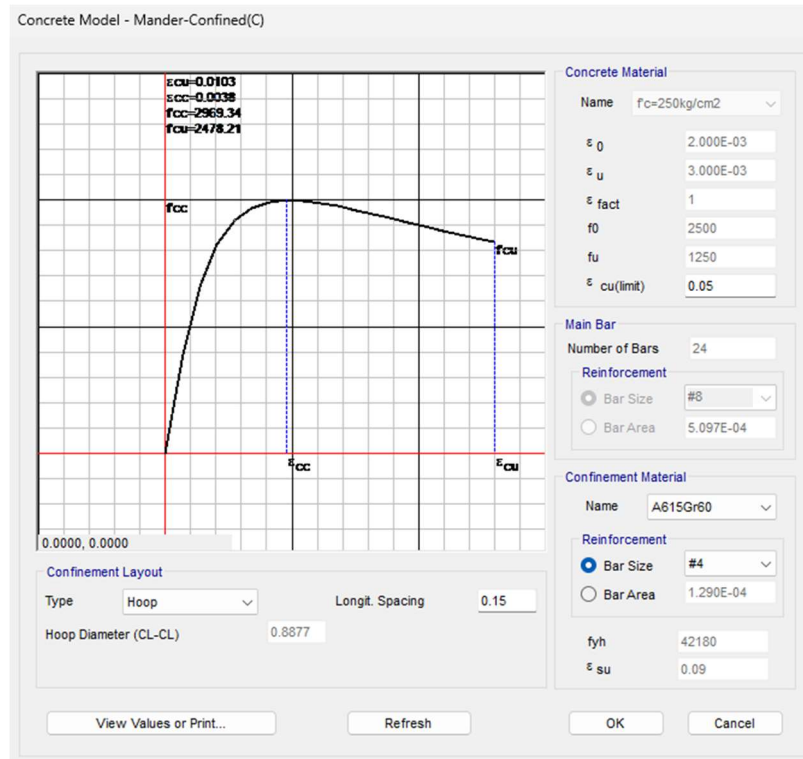 Concrete Model - Mander-Confined(C)
εcu=0.0103
εcc=0.0038
fcc=2969.34
fcu=2478.21
fcc
fcu
εcc
εcu
0.0000, 0.0000
Confinement Layout
Type Hoop Longit. Spacing 0.15
Hoop Diameter (CL-CL) 0.8877
Concrete Material
Name f'c=250kg/cm2
ε 0 2.000E-03
ε u 3.000E-03
ε fact 1
f0 2500
fu 1250
ε cu(limit) 0.05
Main Bar
Number of Bars 24
Reinforcement
Bar Size #8
Bar Area 5.097E-04
Confinement Material
Name A615Gr60
Reinforcement
Bar Size #4
Bar Area 1.290E-04
fyh 42180
ε su 0.09
View Values or Print... Refresh OK Cancel